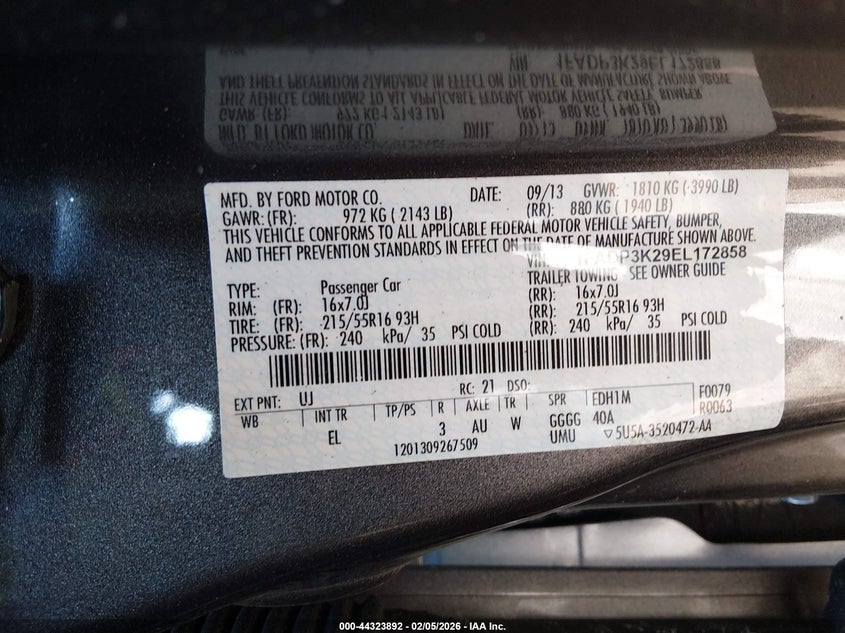 MFD. BY FORD MOTOR CO. DATE: 09/13 GVWR: 1810 KG ( 3990 LB)
GAWR: (FR): 972 KG ( 2143 LB) (RR): 880 KG ( 1940 LB)
THIS VEHICLE CONFORMS TO ALL APPLICABLE FEDERAL MOTOR VEHICLE SAFETY, BUMPER,
AND THEFT PREVENTION STANDARDS IN EFFECT ON THE DATE OF MANUFACTURE SHOWN ABOVE.
VIN: 1FADP3K29EL172858
TYPE: Passenger Car TRAILER TOWING - SEE OWNER GUIDE
RIM: (FR): 16x7.0J (RR): 16x7.0J
TIRE: (FR): 215/55R16 93H (RR): 215/55R16 93H
PRESSURE: (FR): 240 kPa/ 35 PSI COLD (RR): 240 kPa/ 35 PSI COLD
EXT PNT: UJ RC: 21 DSO:
WB INT TR TP/PS R AXLE TR SPR EDH1M F0079
EL 3 AU W GGGG 40A R0063
UMU ▽5U5A-3520472-AA
1201309267509
000-44323892 - 02/05/2026 - IAA Inc.